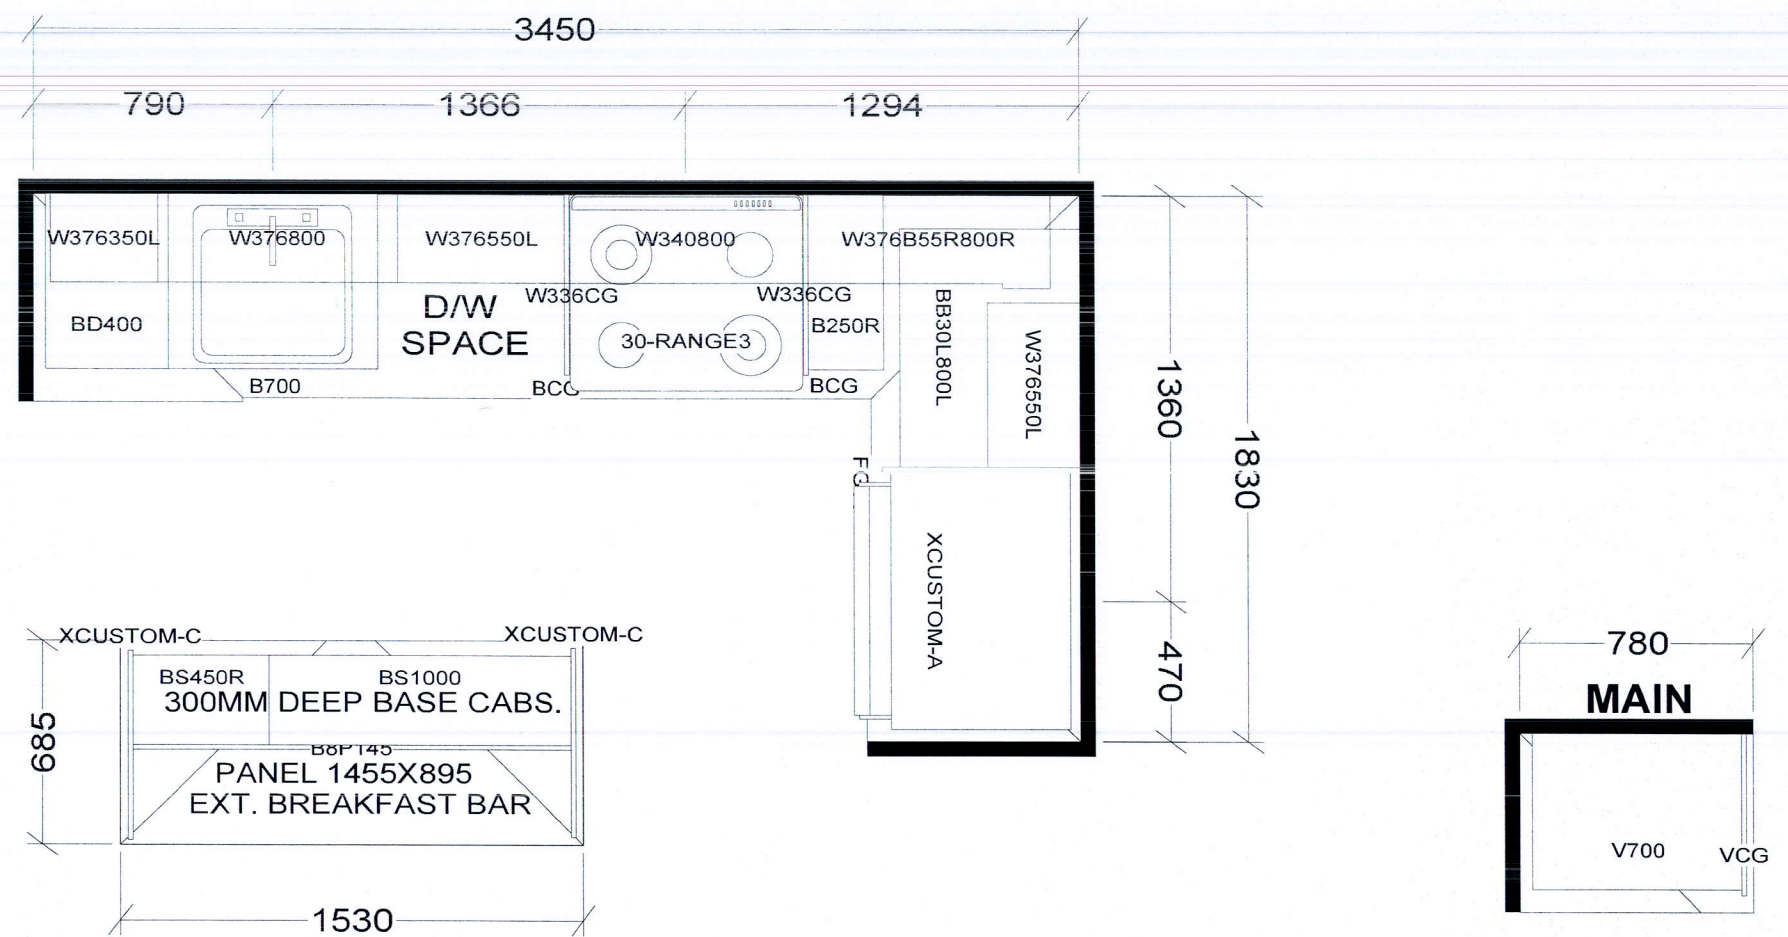 3450
790
1366
1294
W376350L
W376800
W376550L
W340800
W376B55R800R
W336CG
W336CG
BD400
D/W
SPACE
30-RANGE3
B250R
BB30L800L
W376550L
B700
BCG
BCG
1360
1830
FG
XCUSTOM-A
470
XCUSTOM-C
XCUSTOM-C
BS450R
BS1000
300MM DEEP BASE CABS.
685
B8P145
PANEL 1455X895
EXT. BREAKFAST BAR
1530
780
MAIN
V700
VCG